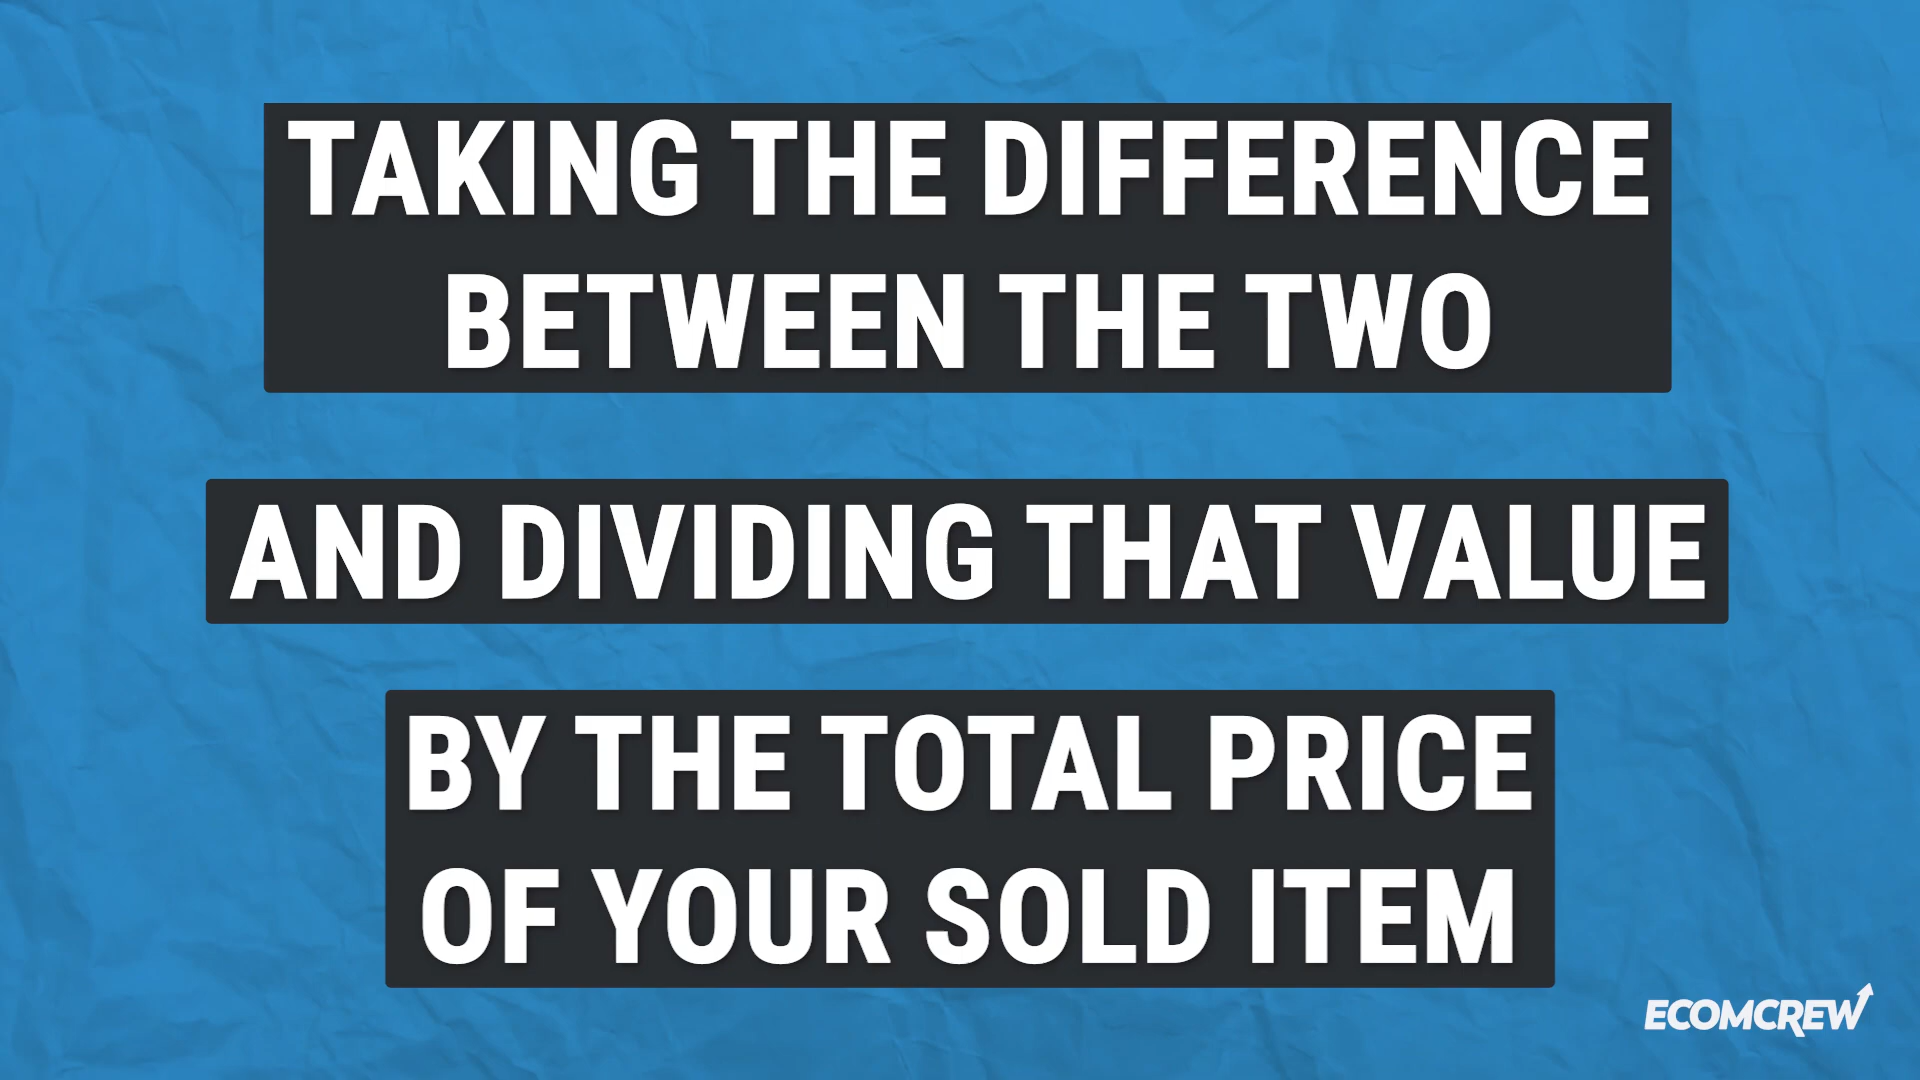 TAKING THE DIFFERENCE
BETWEEN THE TWO
AND DIVIDING THAT VALUE
BY THE TOTAL PRICE
OF YOUR SOLD ITEM
ECOMCREW